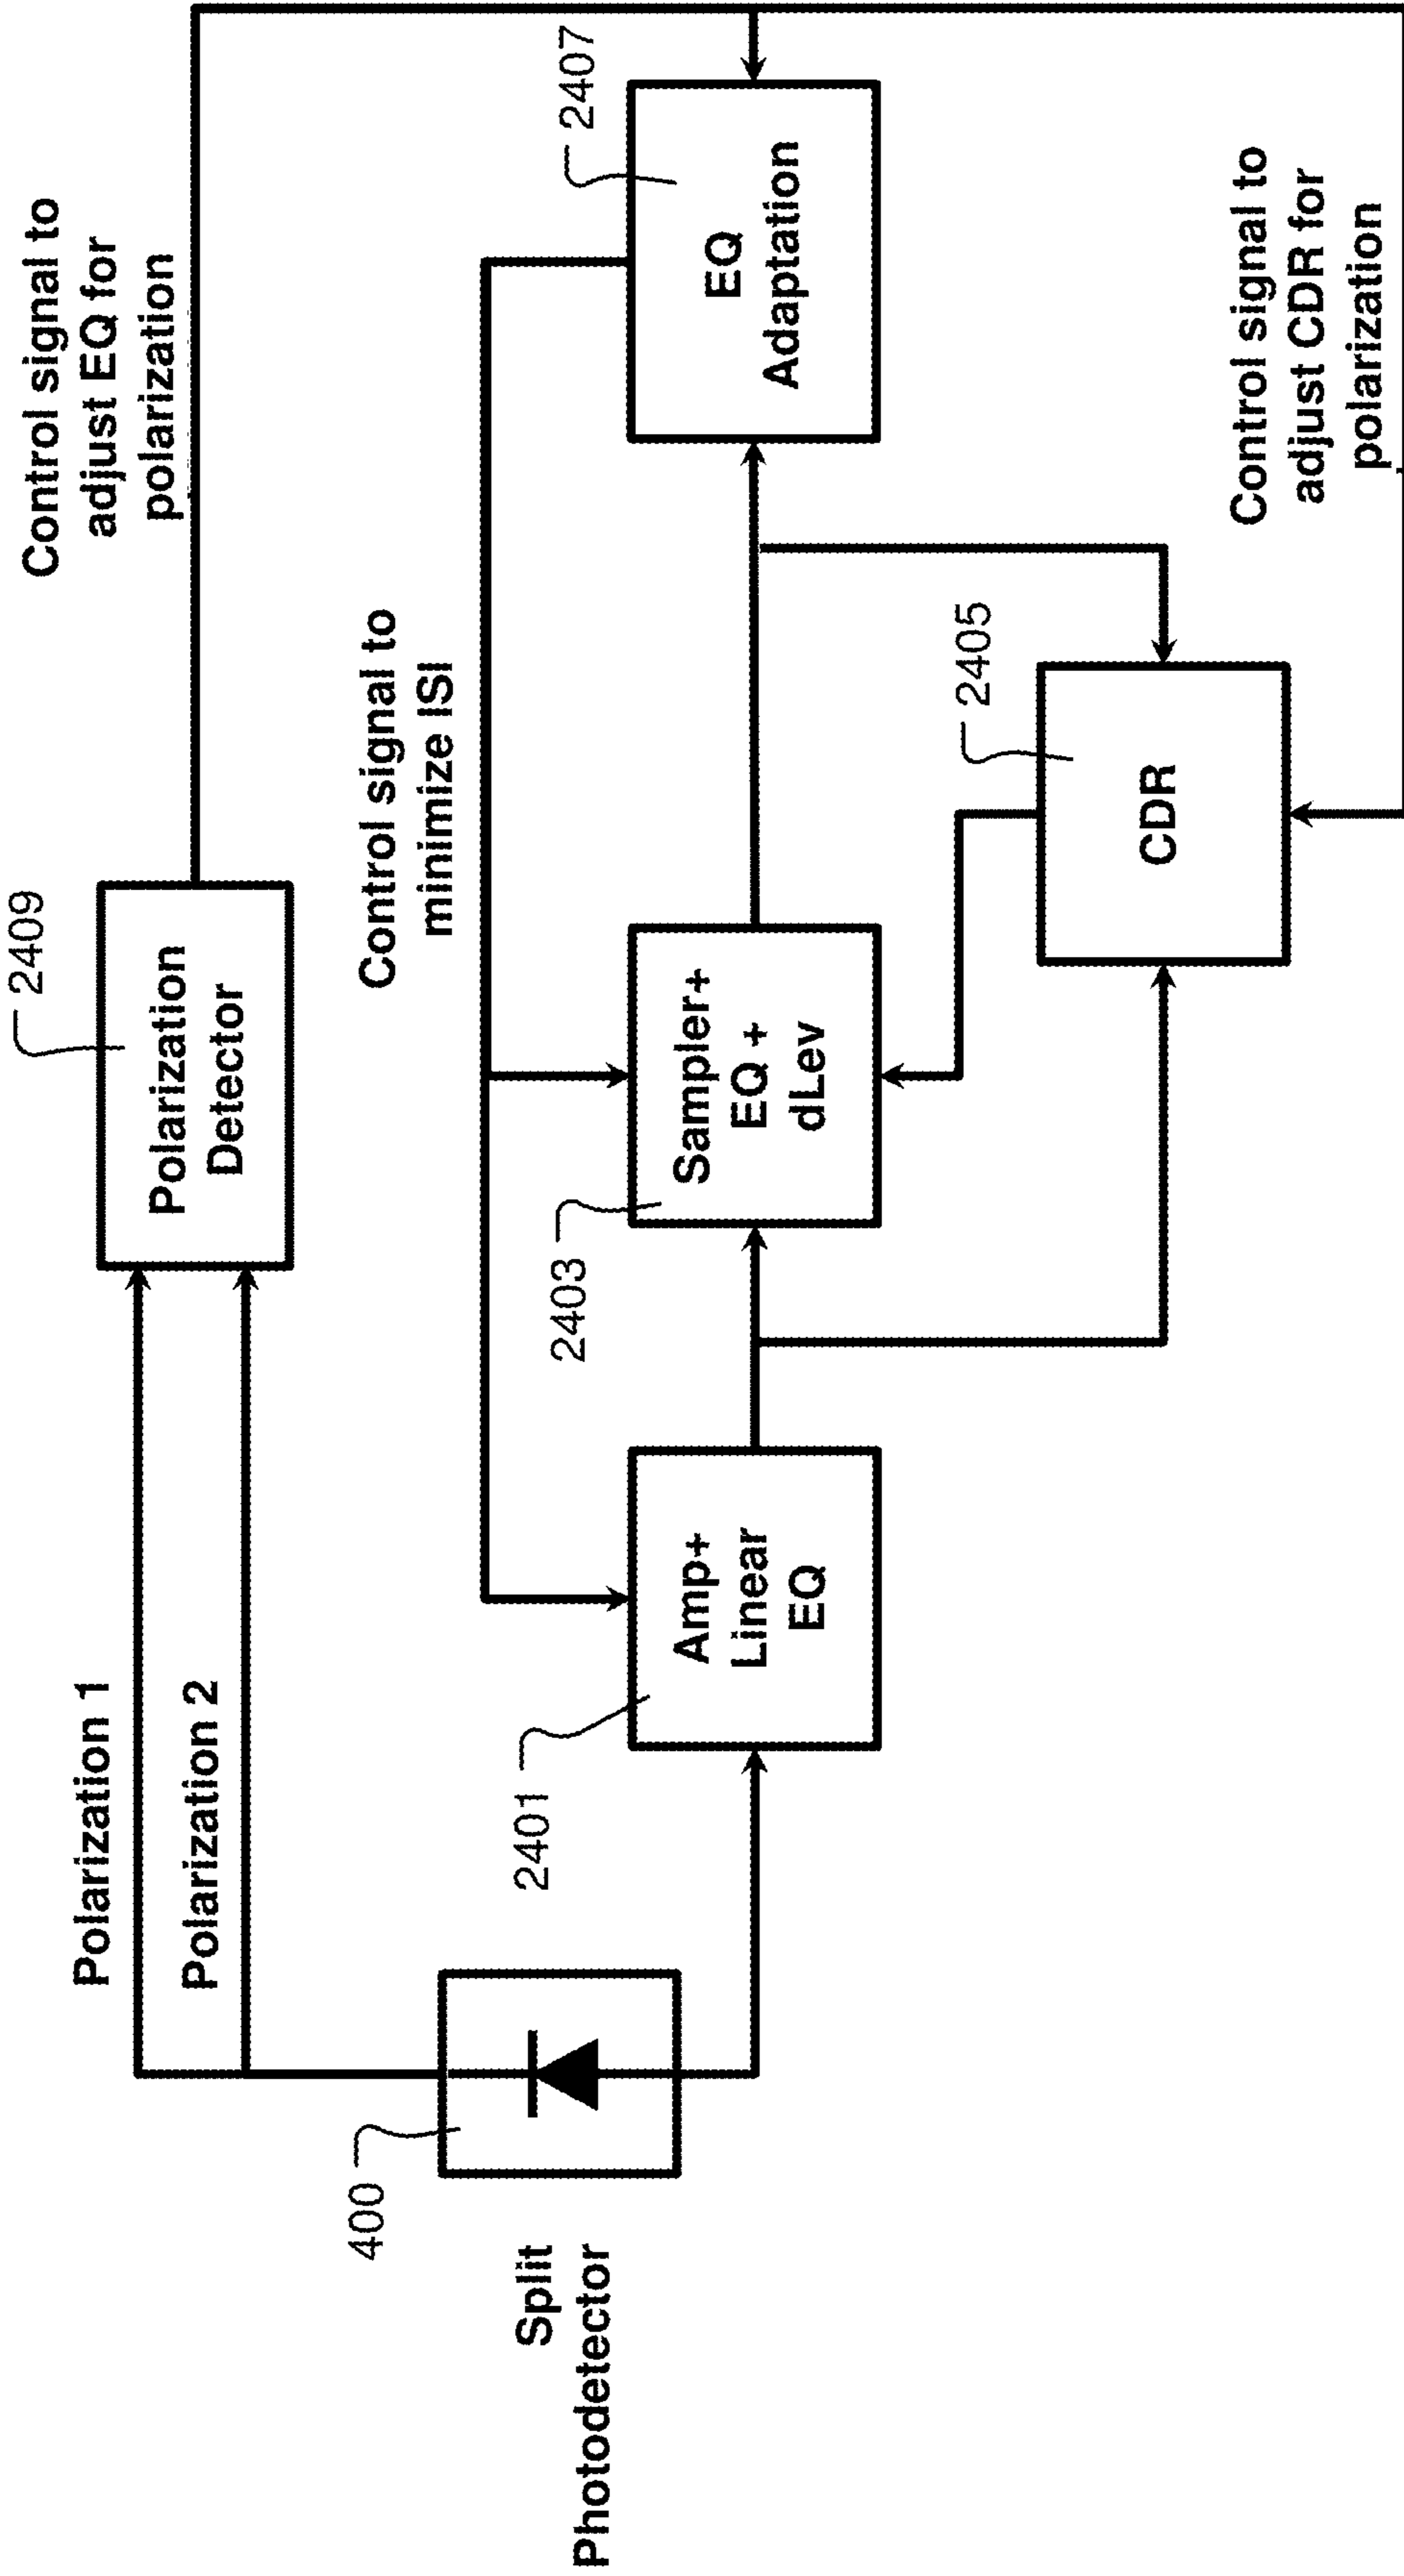 Control signal to
adjust EQ for
polarization
2409
Polarization
Detector
Polarization 1
Polarization 2
Control signal to
minimize ISI
400
Split
Photodetector
2401
Amp+
Linear
EQ
2403
Sampler+
EQ +
dLev
2407
EQ
Adaptation
2405
CDR
Control signal to
adjust CDR for
polarization